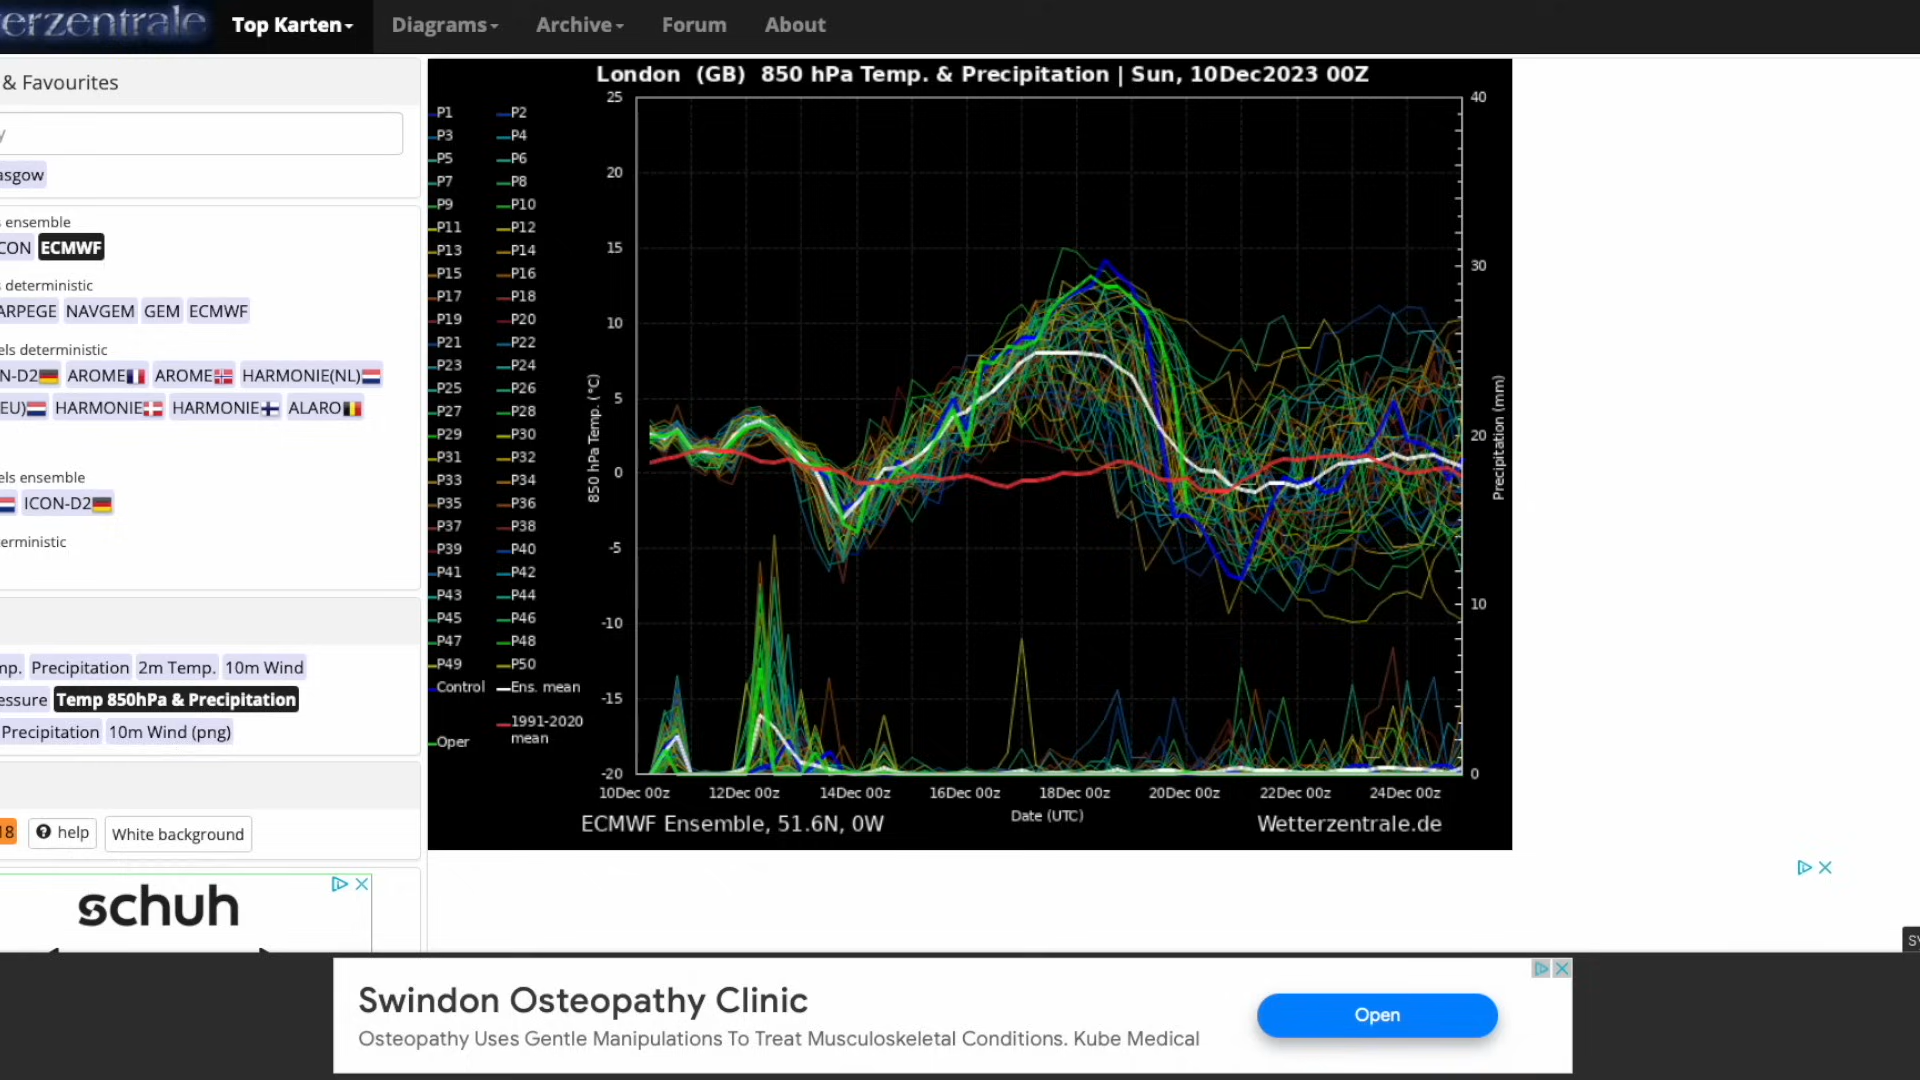 erzentrale
Top Karten
Diagrams
Archive
Forum
About
& Favourites
y
asgow
s ensemble
CON ECMWF
s deterministic
ARPEGE NAVGEM GEM ECMWF
els deterministic
N-D2 AROME AROME HARMONIE(NL)
EU) HARMONIE HARMONIE ALARO
els ensemble
ICON-D2
erministic
mp. Precipitation 2m Temp. 10m Wind
essure Temp 850hPa & Precipitation
Precipitation 10m Wind (png)
18 help White background
schuh
London (GB) 850 hPa Temp. & Precipitation | Sun, 10Dec2023 00Z
P1 P2
P3 P4
P5 P6
P7 P8
P9 P10
P11 P12
P13 P14
P15 P16
P17 P18
P19 P20
P21 P22
P23 P24
P25 P26
P27 P28
P29 P30
P31 P32
P33 P34
P35 P36
P37 P38
P39 P40
P41 P42
P43 P44
P45 P46
P47 P48
P49 P50
Control Ens. mean
1991-2020
mean
Oper
850 hPa Temp. (°C)
25
20
15
10
5
0
-5
-10
-15
-20
40
30
20
10
0
Precipitation (mm)
10Dec 00z 12Dec 00z 14Dec 00z 16Dec 00z 18Dec 00z 20Dec 00z 22Dec 00z 24Dec 00z
Date (UTC)
ECMWF Ensemble, 51.6N, 0W
Wetterzentrale.de
Swindon Osteopathy Clinic
Osteopathy Uses Gentle Manipulations To Treat Musculoskeletal Conditions. Kube Medical
Open